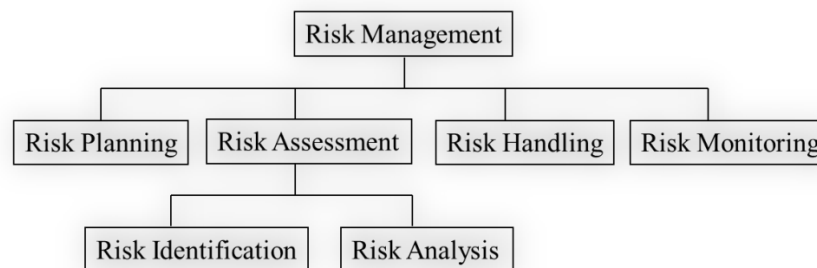 Risk Management
Risk Planning
Risk Assessment
Risk Handling
Risk Monitoring
Risk Identification
Risk Analysis